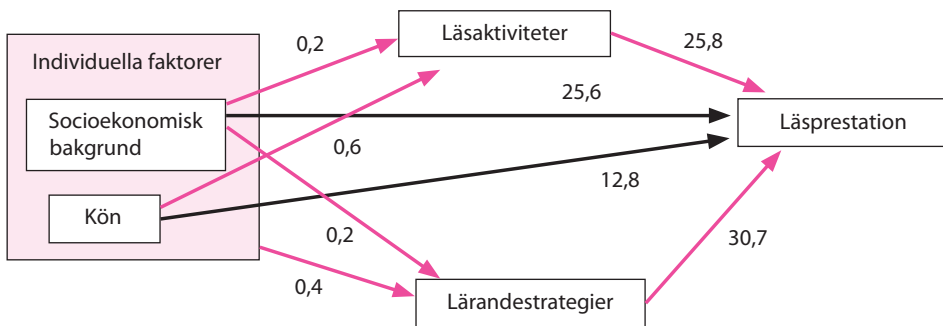 Läsaktiviteter
0,2
25,8
Individuella faktorer
25,6
Socioekonomisk
bakgrund
Läsprestation
0,6
12,8
Kön
0,2
30,7
0,4
Lärandestrategier